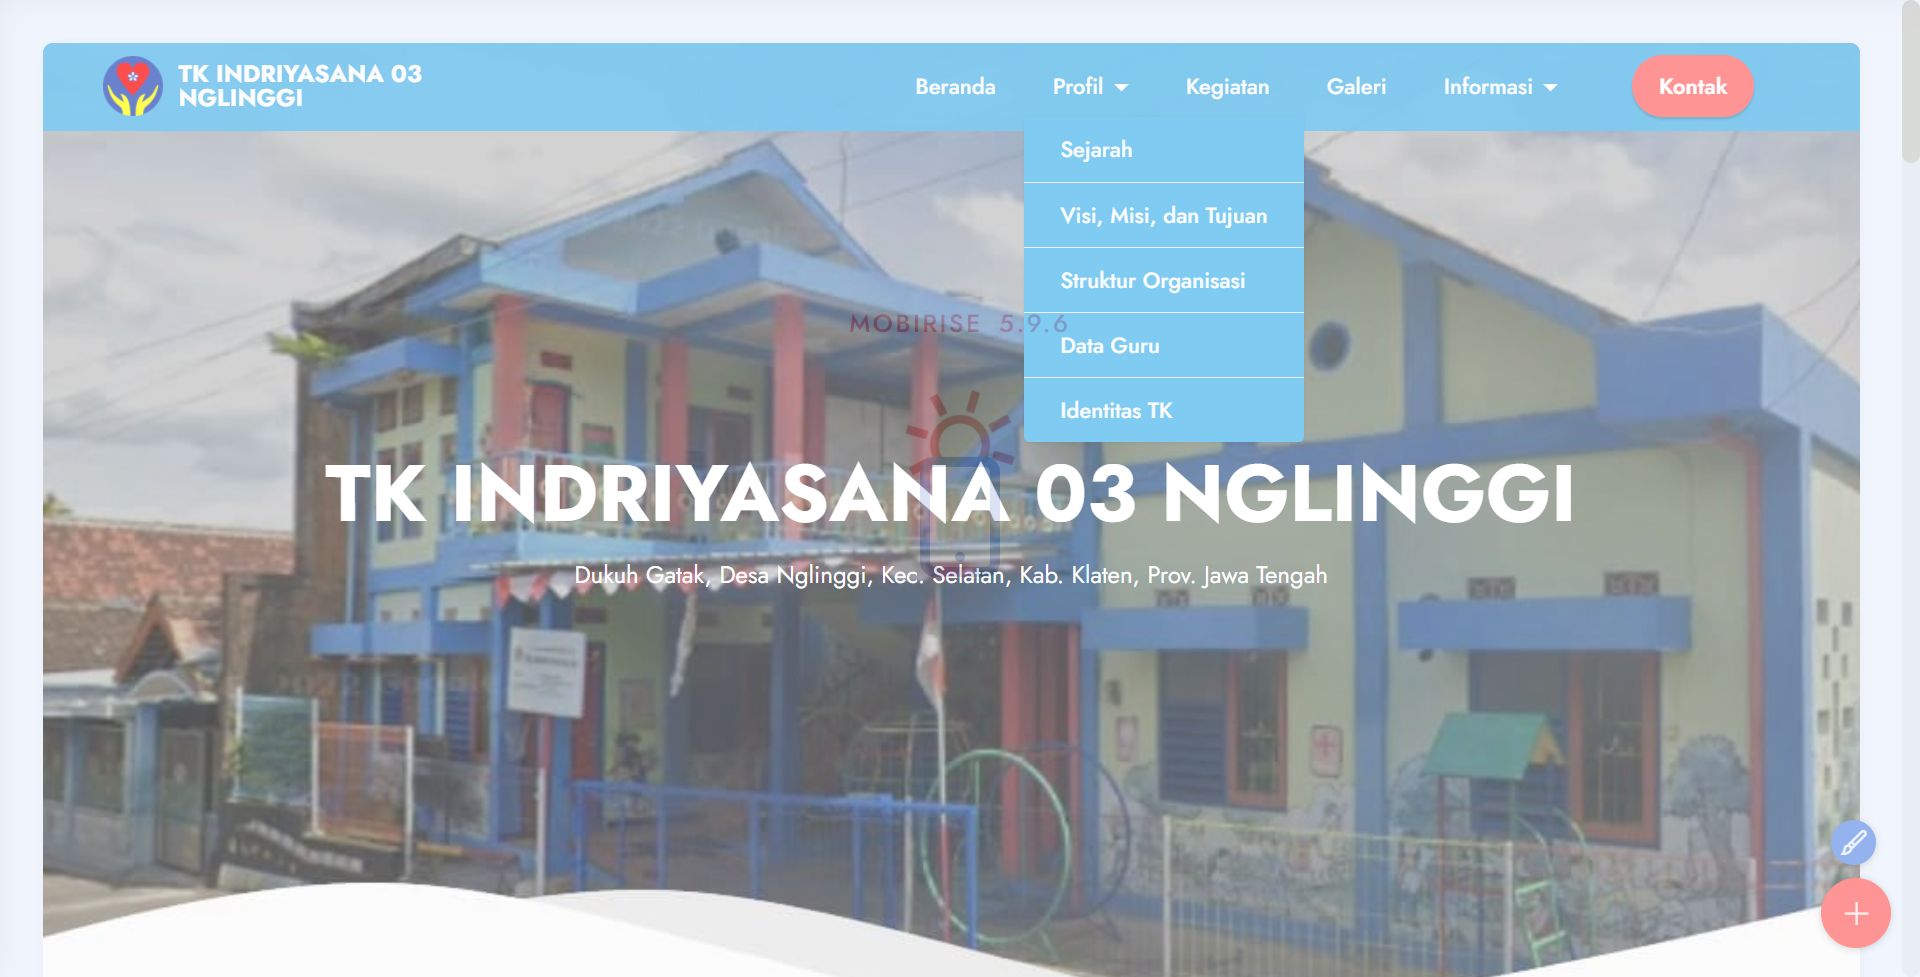 TK INDRIYASANA 03
NGLINGGI
Beranda
Profil
Kegiatan
Galeri
Informasi
Kontak
Sejarah
Visi, Misi, dan Tujuan
Struktur Organisasi
Data Guru
Identitas TK
MOBIRISE 5.9.6
TK INDRIYASANA 03 NGLINGGI
Dukuh Gatak, Desa Nglinggi, Kec. Selatan, Kab. Klaten, Prov. Jawa Tengah